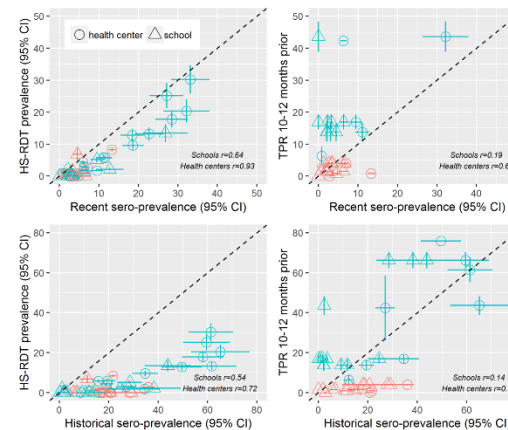 HS-RDT prevalence (95% CI)
50
40
30
20
10
0
health center
school
Schools r=0.64
Health centers r=0.93
0 10 20 30 40 50
Recent sero-prevalence (95% CI)
TPR 10-12 months prior
50
40
30
20
10
0
Schools r=0.19
Health centers
0 10 20 30 40
Recent sero-prevalence (95% CI)
HS-RDT prevalence (95% CI)
80
60
40
20
0
Schools r=0.54
Health centers r=0.72
0 20 40 60 80
Historical sero-prevalence (95% CI)
TPR 10-12 months prior
80
60
40
20
0
Schools r=0.14
Health centers
0 20 40 60
Historical sero-prevalence (95% CI)